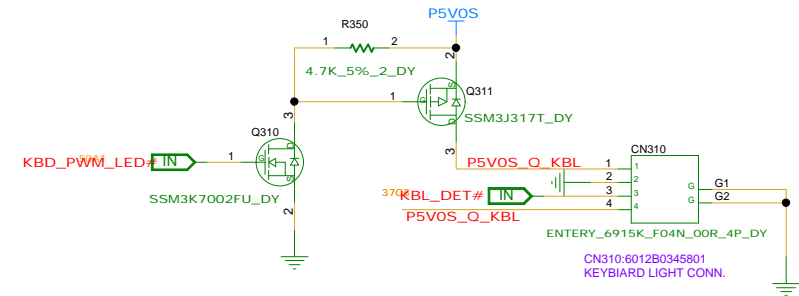 P5V0S
R350
1 2
4.7K_5%_2_DY
2
S
Q311
1 G
D
SSM3J317T_DY
3
3
Q310
D
KBD_PWM_LED# IN 1 G
S
SSM3K7002FU_DY
2
CN310
P5V0S_Q_KBL 1 1
2 2
KBL_DET# IN 3 3
4 4
P5V0S_Q_KBL
G G1
G G2
ENTERY_6915K_F04N_00R_4P_DY
CN310:6012B0345801
KEYBIARD LIGHT CONN.